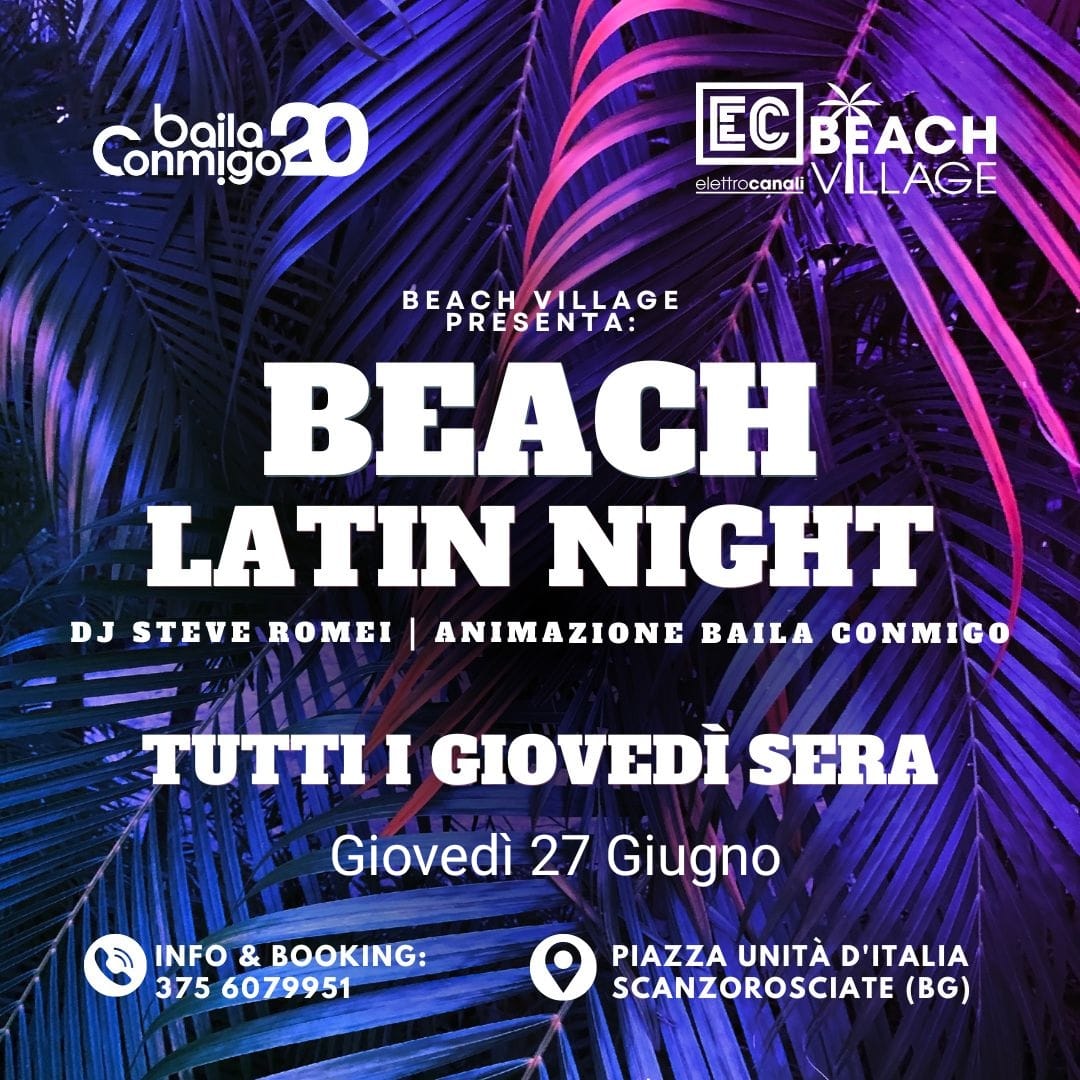 baila
Conmigo20
EC
elettrocanali
BEACH
VILLAGE
BEACH VILLAGE
PRESENTA:
BEACH
LATIN NIGHT
DJ STEVE ROMEI | ANIMAZIONE BAILA CONMIGO
TUTTI I GIOVEDÌ SERA
Giovedì 27 Giugno
INFO & BOOKING:
375 6079951
PIAZZA UNITÀ D'ITALIA
SCANZOROSCIATE (BG)